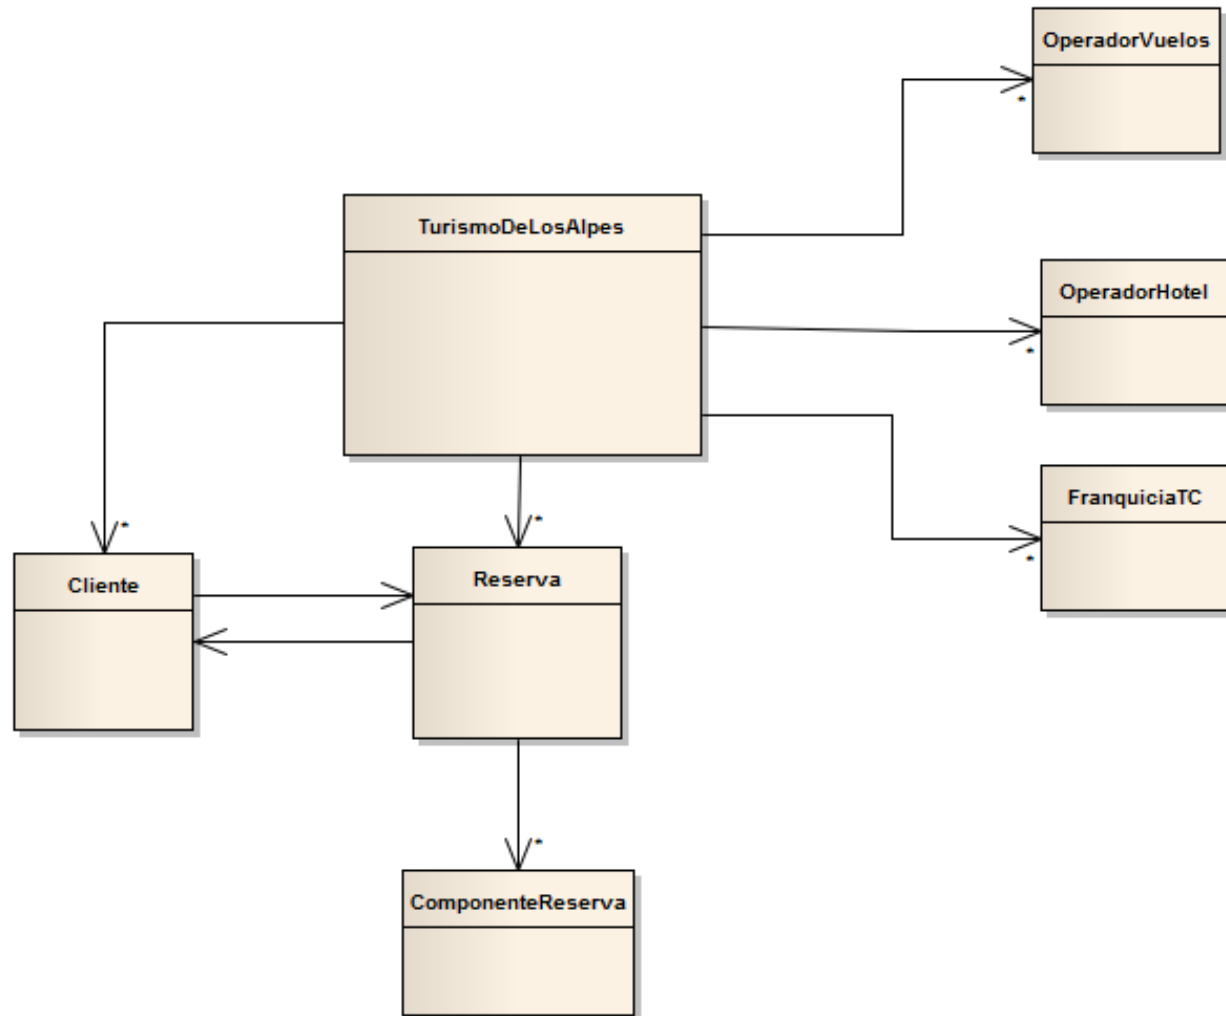 OperadorVuelos
*
TurismoDeLosAlpes
OperadorHotel
*
FranquiciaTC
*
*
*
Cliente
Reserva
*
ComponenteReserva